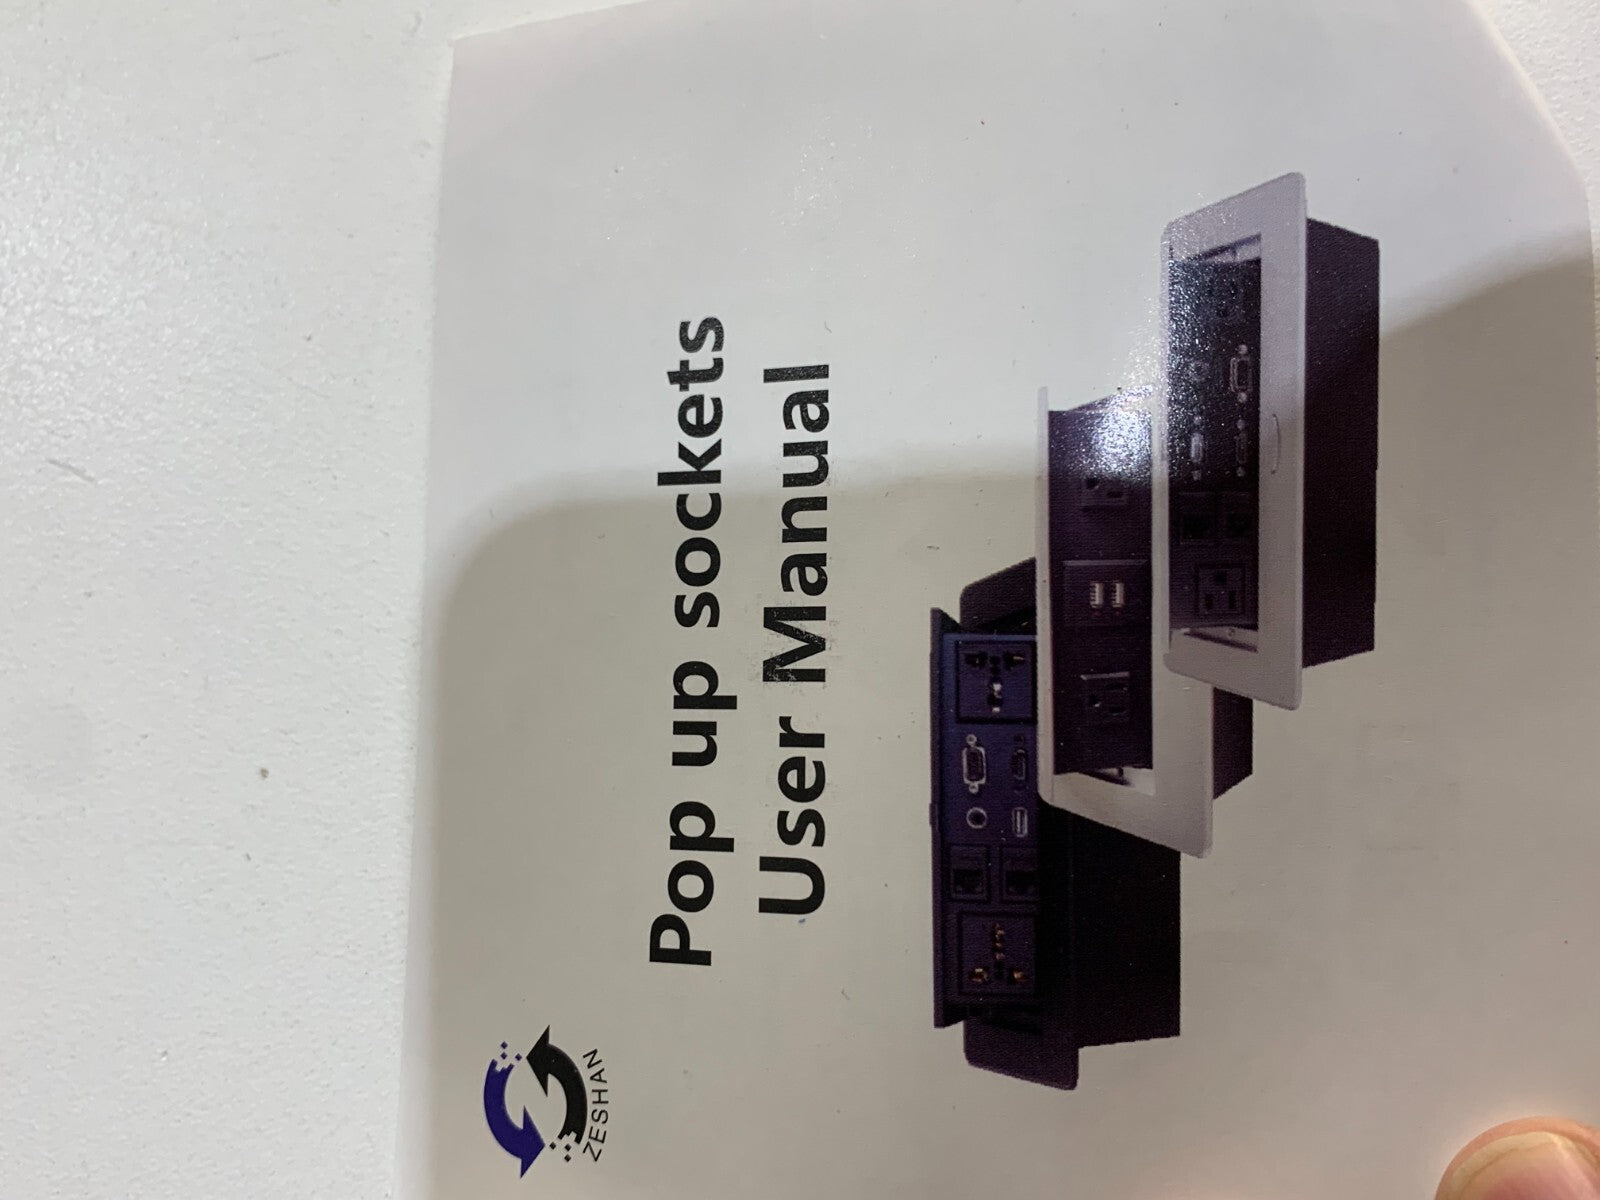 ZESHAN
Pop up sockets
User Manual